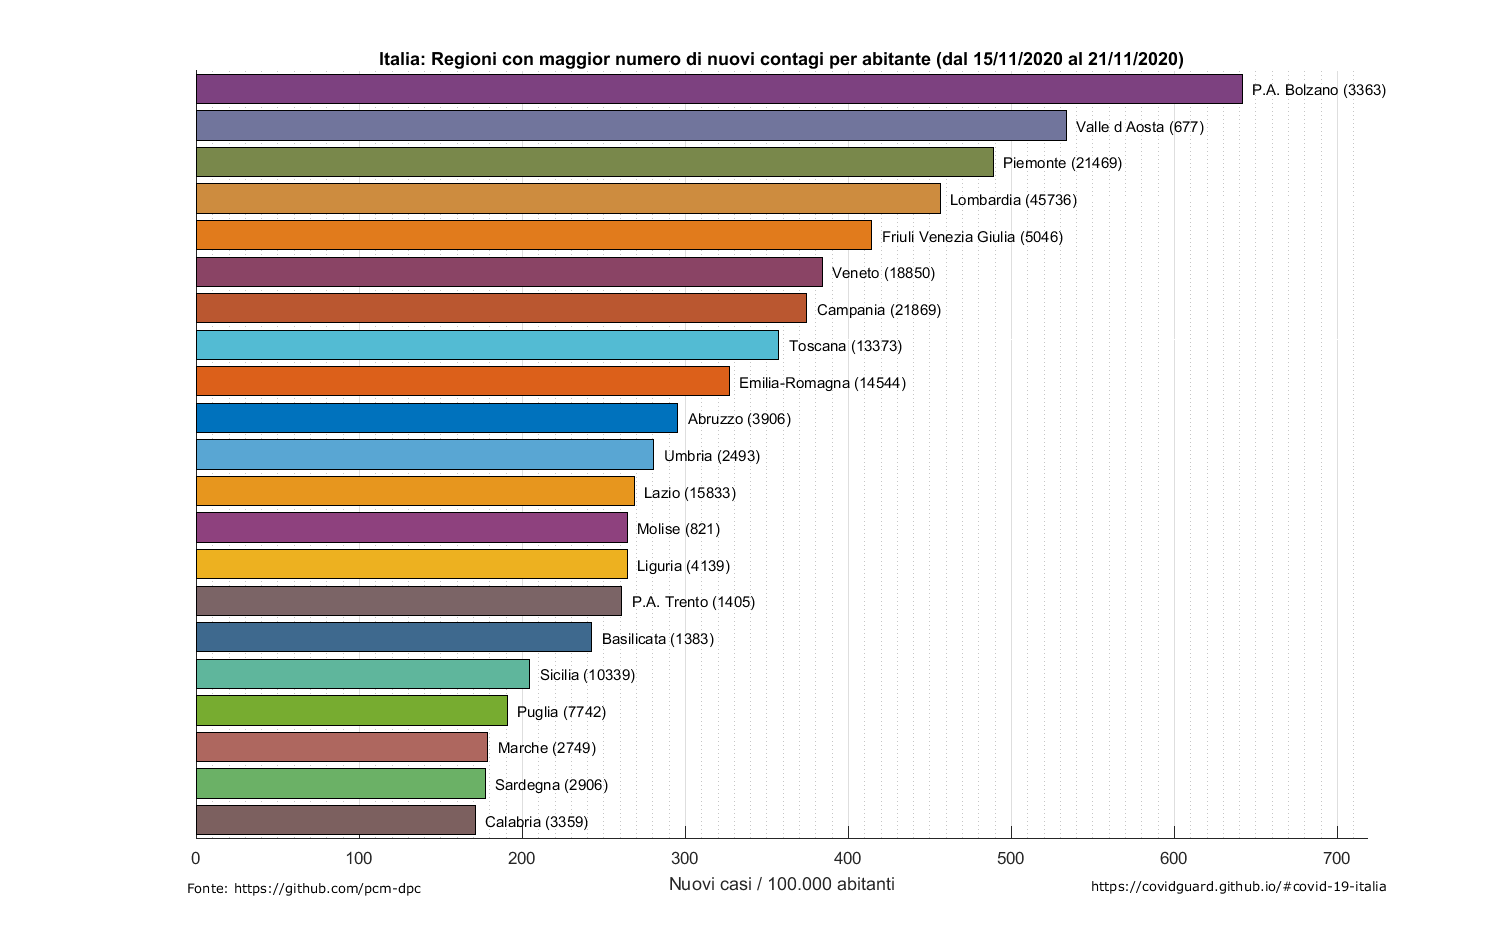 Italia: Regioni con maggior numero di nuovi contagi per abitante (dal 15/11/2020 al 21/11/2020)
P.A. Bolzano (3363)
Valle d Aosta (677)
Piemonte (21469)
Lombardia (45736)
Friuli Venezia Giulia (5046)
Veneto (18850)
Campania (21869)
Toscana (13373)
Emilia-Romagna (14544)
Abruzzo (3906)
Umbria (2493)
Lazio (15833)
Molise (821)
Liguria (4139)
P.A. Trento (1405)
Basilicata (1383)
Sicilia (10339)
Puglia (7742)
Marche (2749)
Sardegna (2906)
Calabria (3359)
0 100 200 300 400 500 600 700
Nuovi casi / 100.000 abitanti
Fonte: https://github.com/pcm-dpc
https://covidguard.github.io/#covid-19-italia